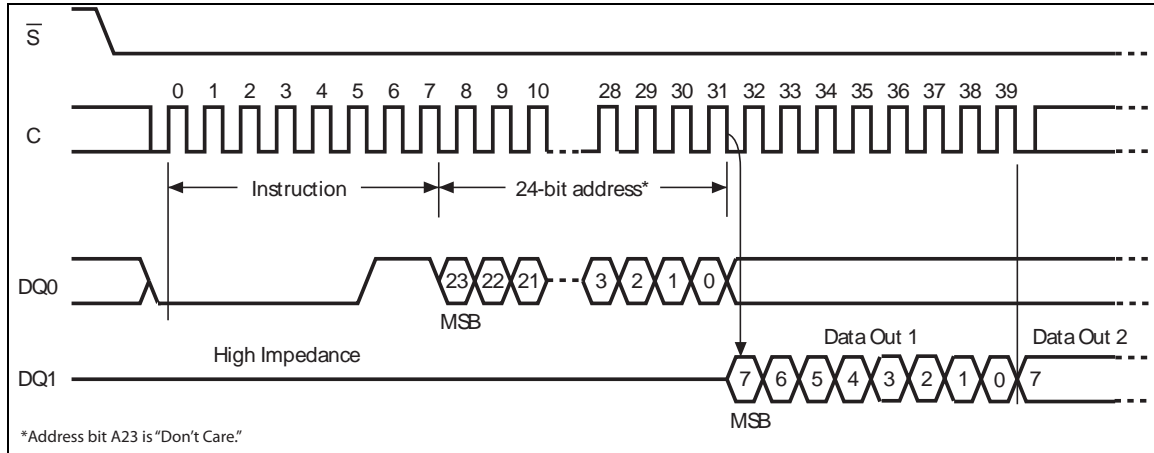 S
0 1 2 3 4 5 6 7 8 9 10 28 29 30 31 32 33 34 35 36 37 38 39
C
Instruction 24-bit address*
DQ0 23 22 21 3 2 1 0
MSB
High Impedance Data Out 1 Data Out 2
DQ1 7 6 5 4 3 2 1 0 7
MSB
*Address bit A23 is "Don't Care."